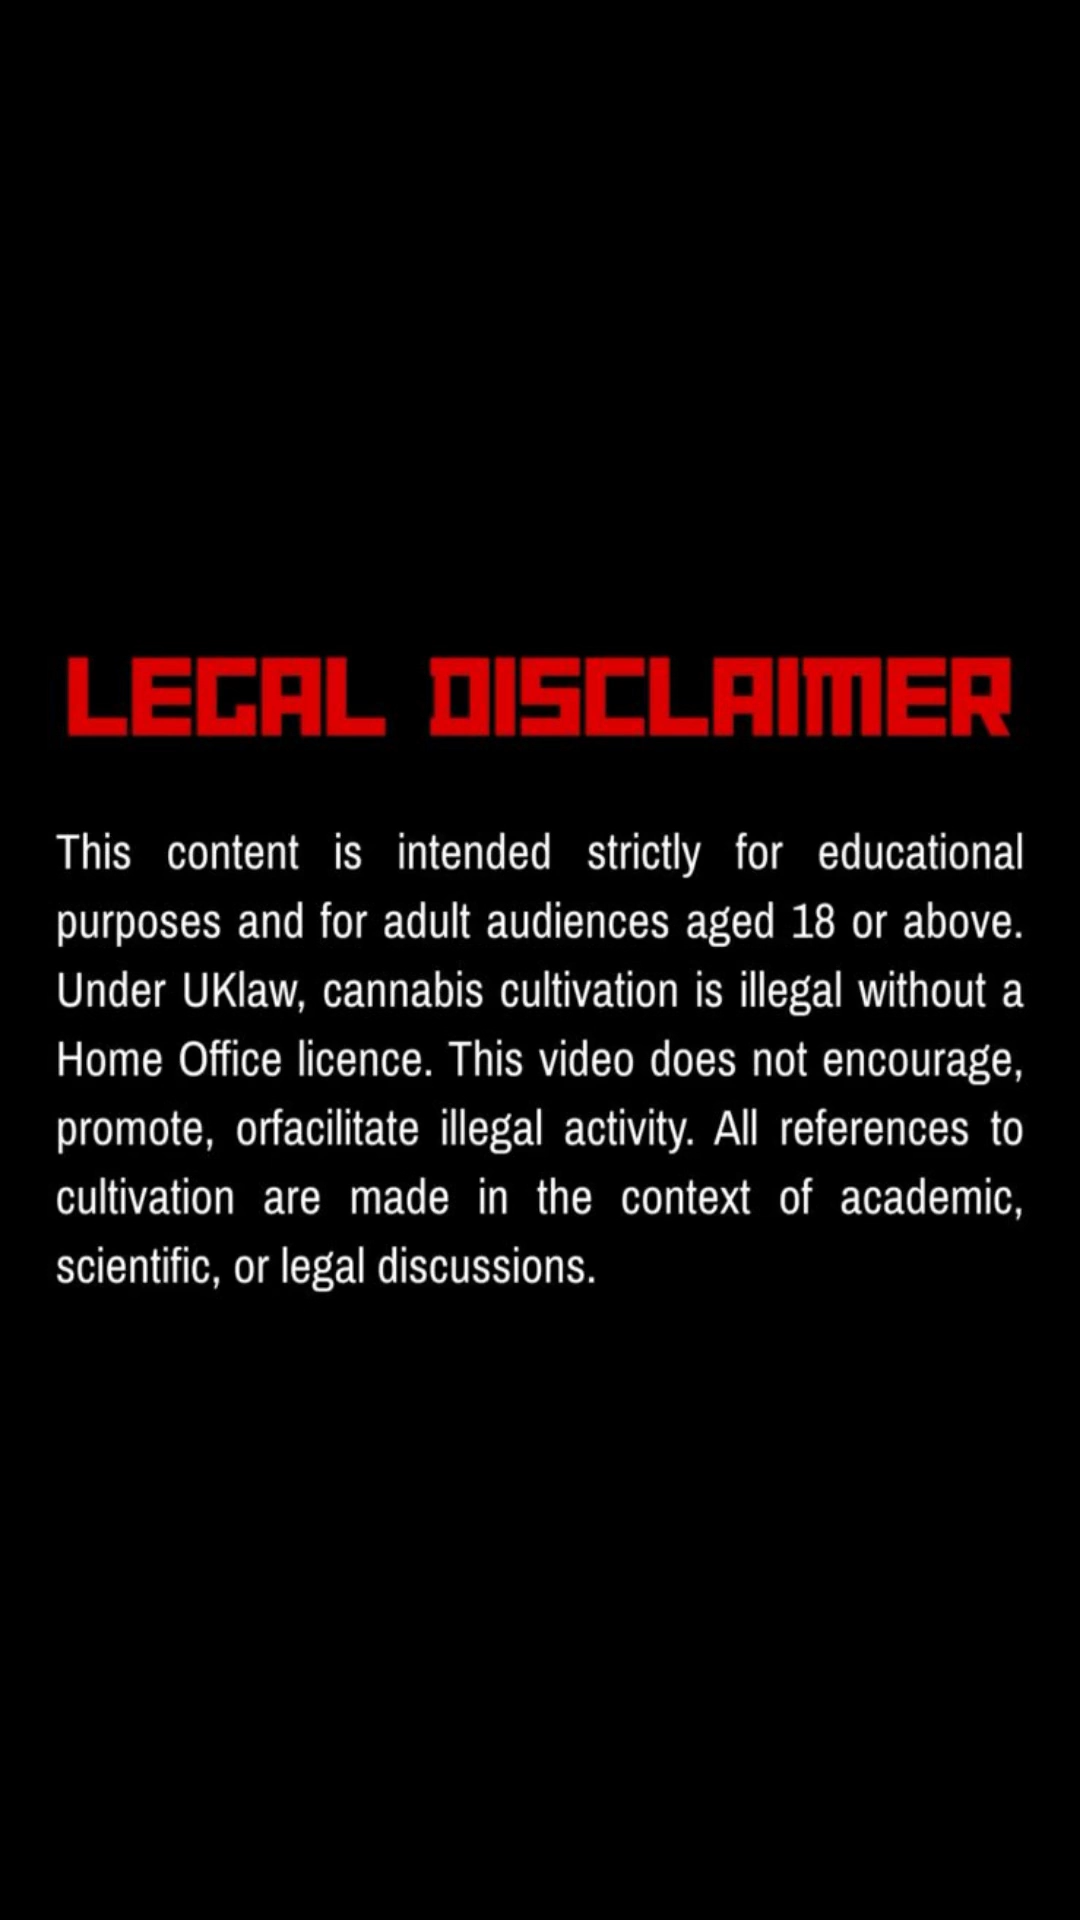 LEGAL DISCLAIMER
This content is intended strictly for educational
purposes and for adult audiences aged 18 or above.
Under UKlaw, cannabis cultivation is illegal without a
Home Office licence. This video does not encourage,
promote, orfacilitate illegal activity. All references to
cultivation are made in the context of academic,
scientific, or legal discussions.